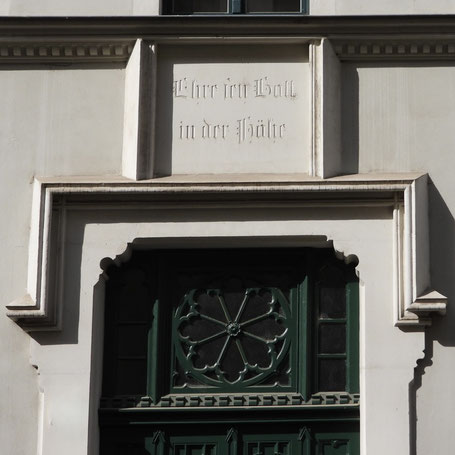 Ehre sey Gott
in der Höhe